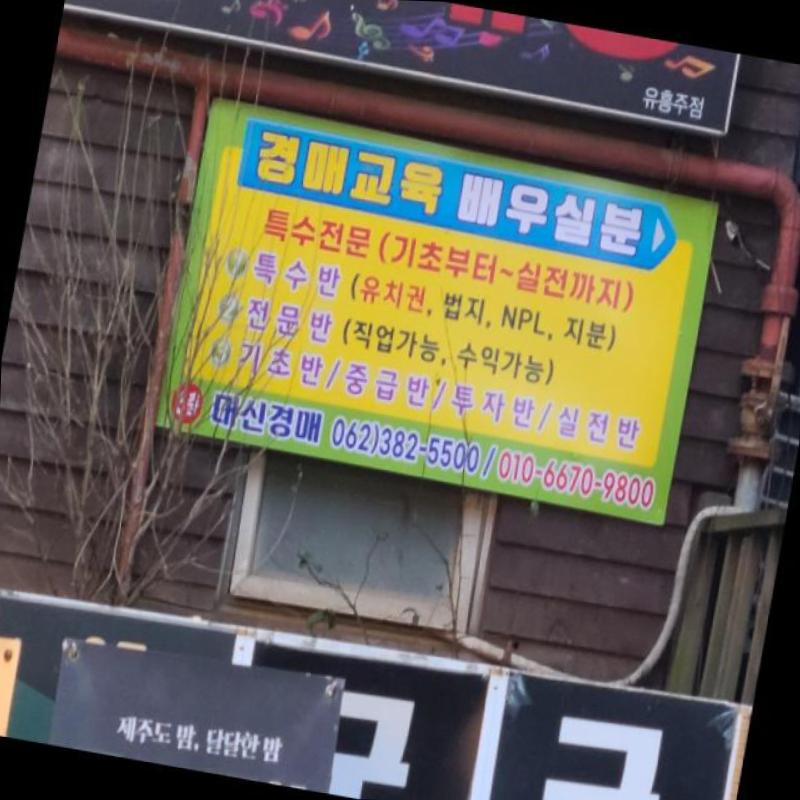 유흥주점
경매교육 배우실분
특수전문 (기초부터~실전까지)
특수반 (유치권, 법지, NPL, 지분)
전문반 (직업가능, 수익가능)
기초반/중급반/투자반/실전반
대신경매 062)382-5500/010-6670-9800
제주도 밤, 달달한 밤